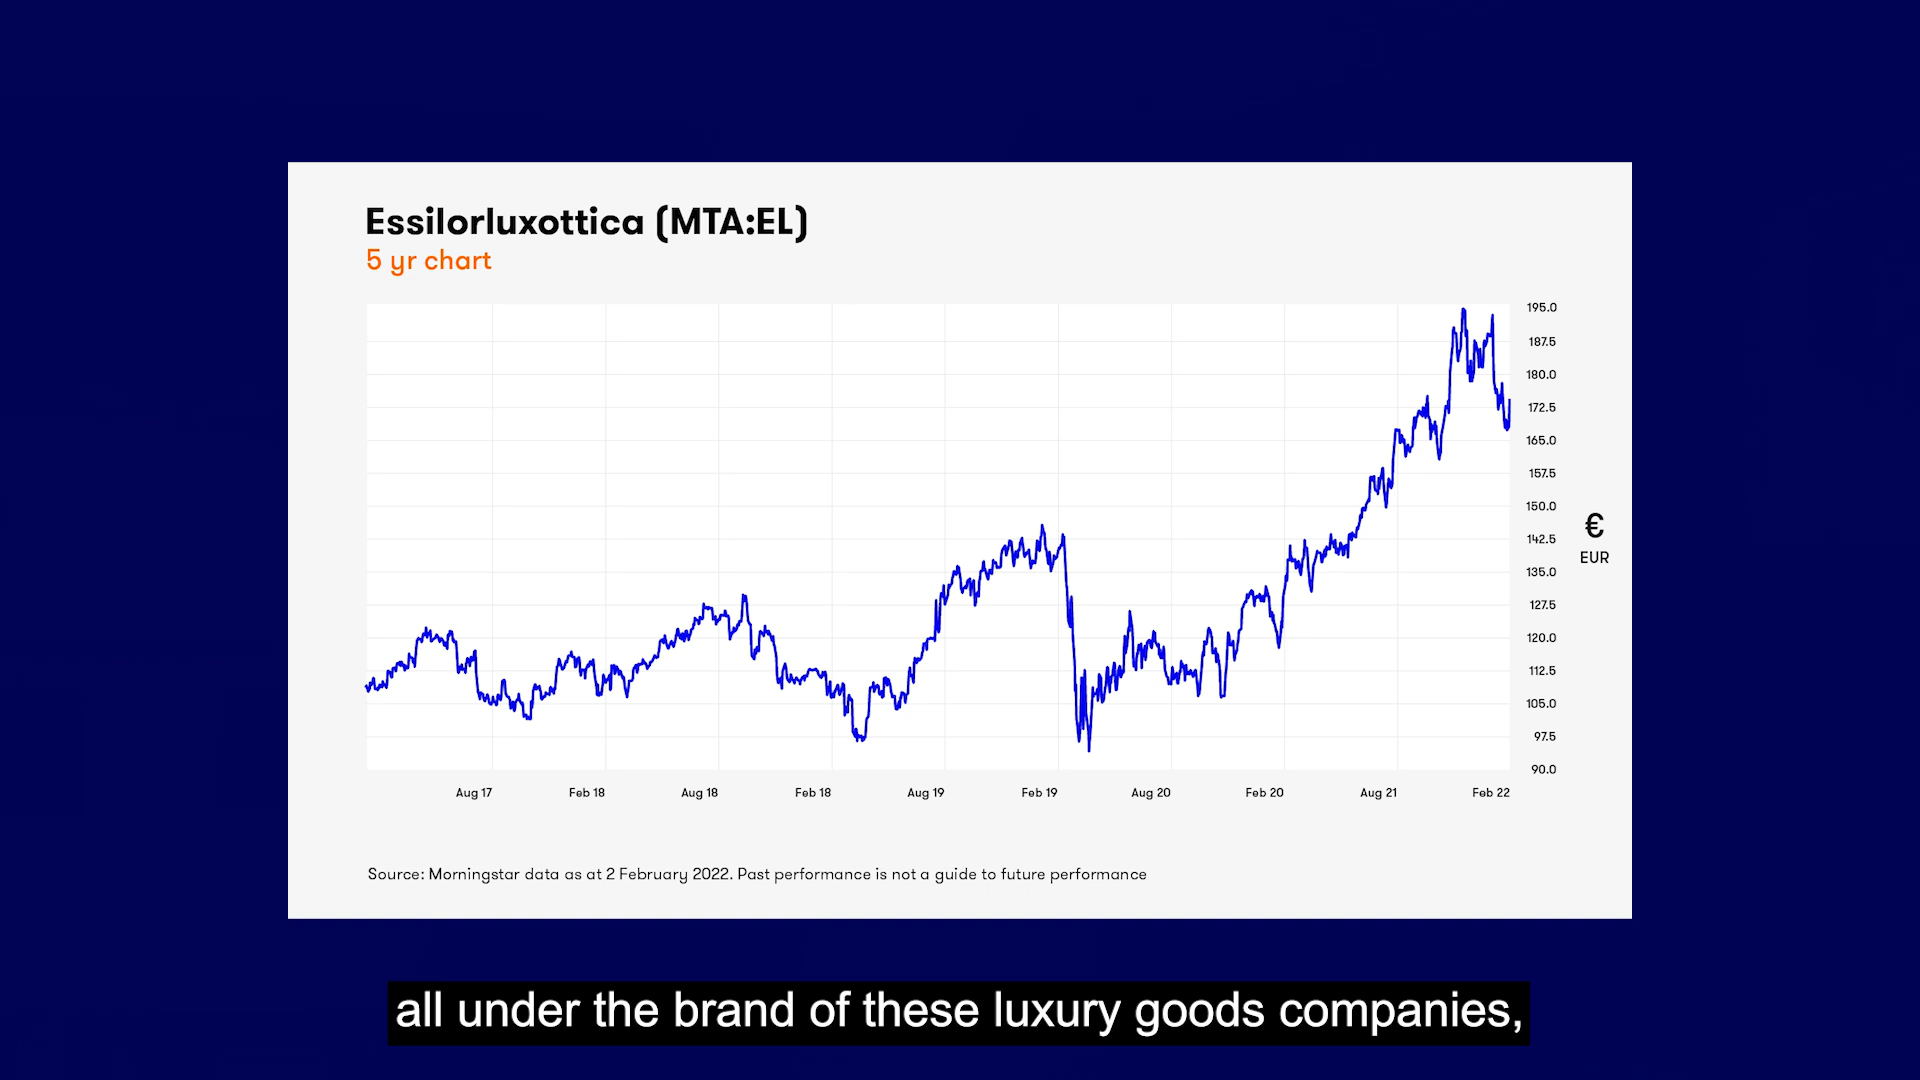 Essilorluxottica (MTA:EL)
5 yr chart
195.0
187.5
180.0
172.5
165.0
157.5
150.0
142.5
135.0
127.5
120.0
112.5
105.0
97.5
90.0
€
EUR
Aug 17 Feb 18 Aug 18 Feb 18 Aug 19 Feb 19 Aug 20 Feb 20 Aug 21 Feb 22
Source: Morningstar data as at 2 February 2022. Past performance is not a guide to future performance
all under the brand of these luxury goods companies,